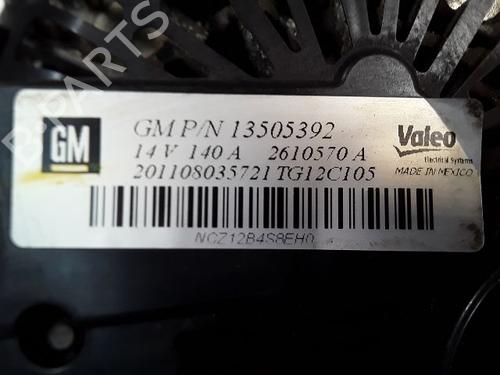 GM
GM P/N 13505392
14 V 140 A 2610570 A
201108035721 TG12C105
Valeo
Electrical Systems
MADE IN MEXICO
NCZ12B4S8EH0
B-PARTS